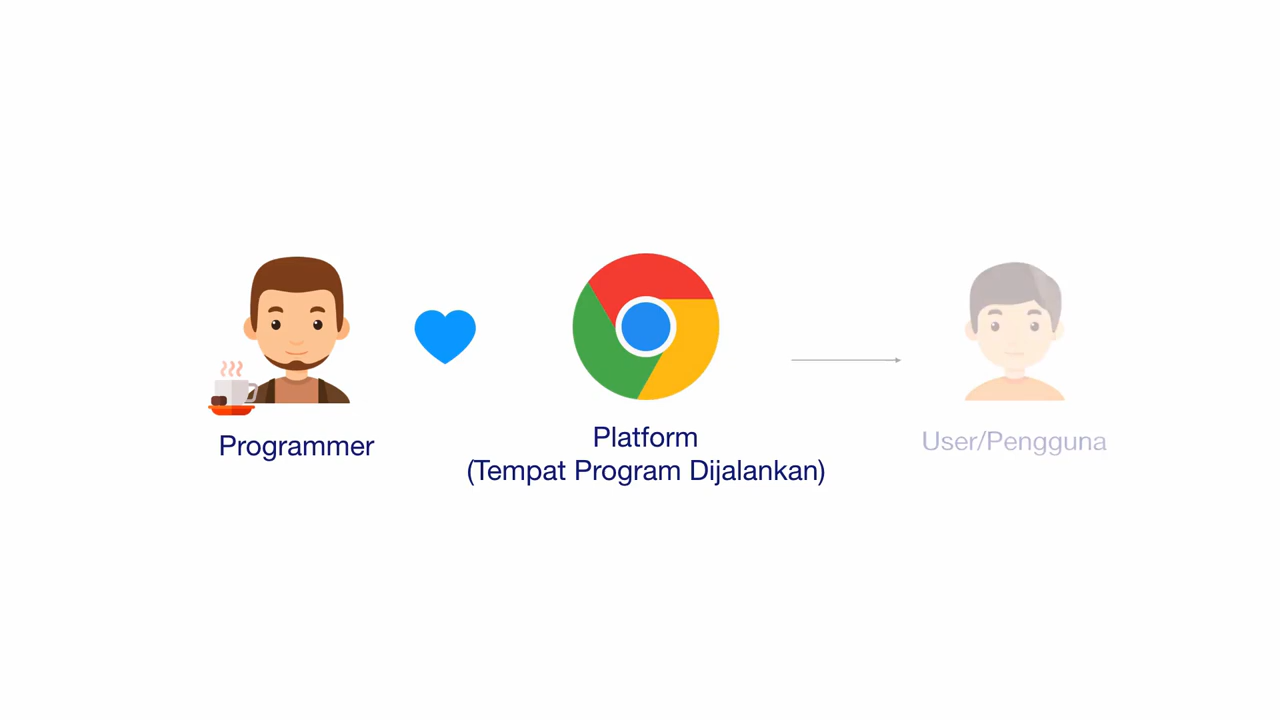 Programmer
Platform
(Tempat Program Dijalankan)
User/Pengguna